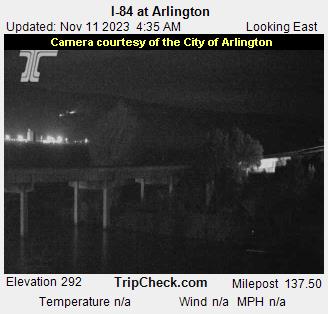 I-84 at Arlington
Updated: Nov 11 2023 4:35 AM Looking East
Camera courtesy of the City of Arlington
Elevation 292 TripCheck.com Milepost 137.50
Temperature n/a Wind n/a MPH n/a